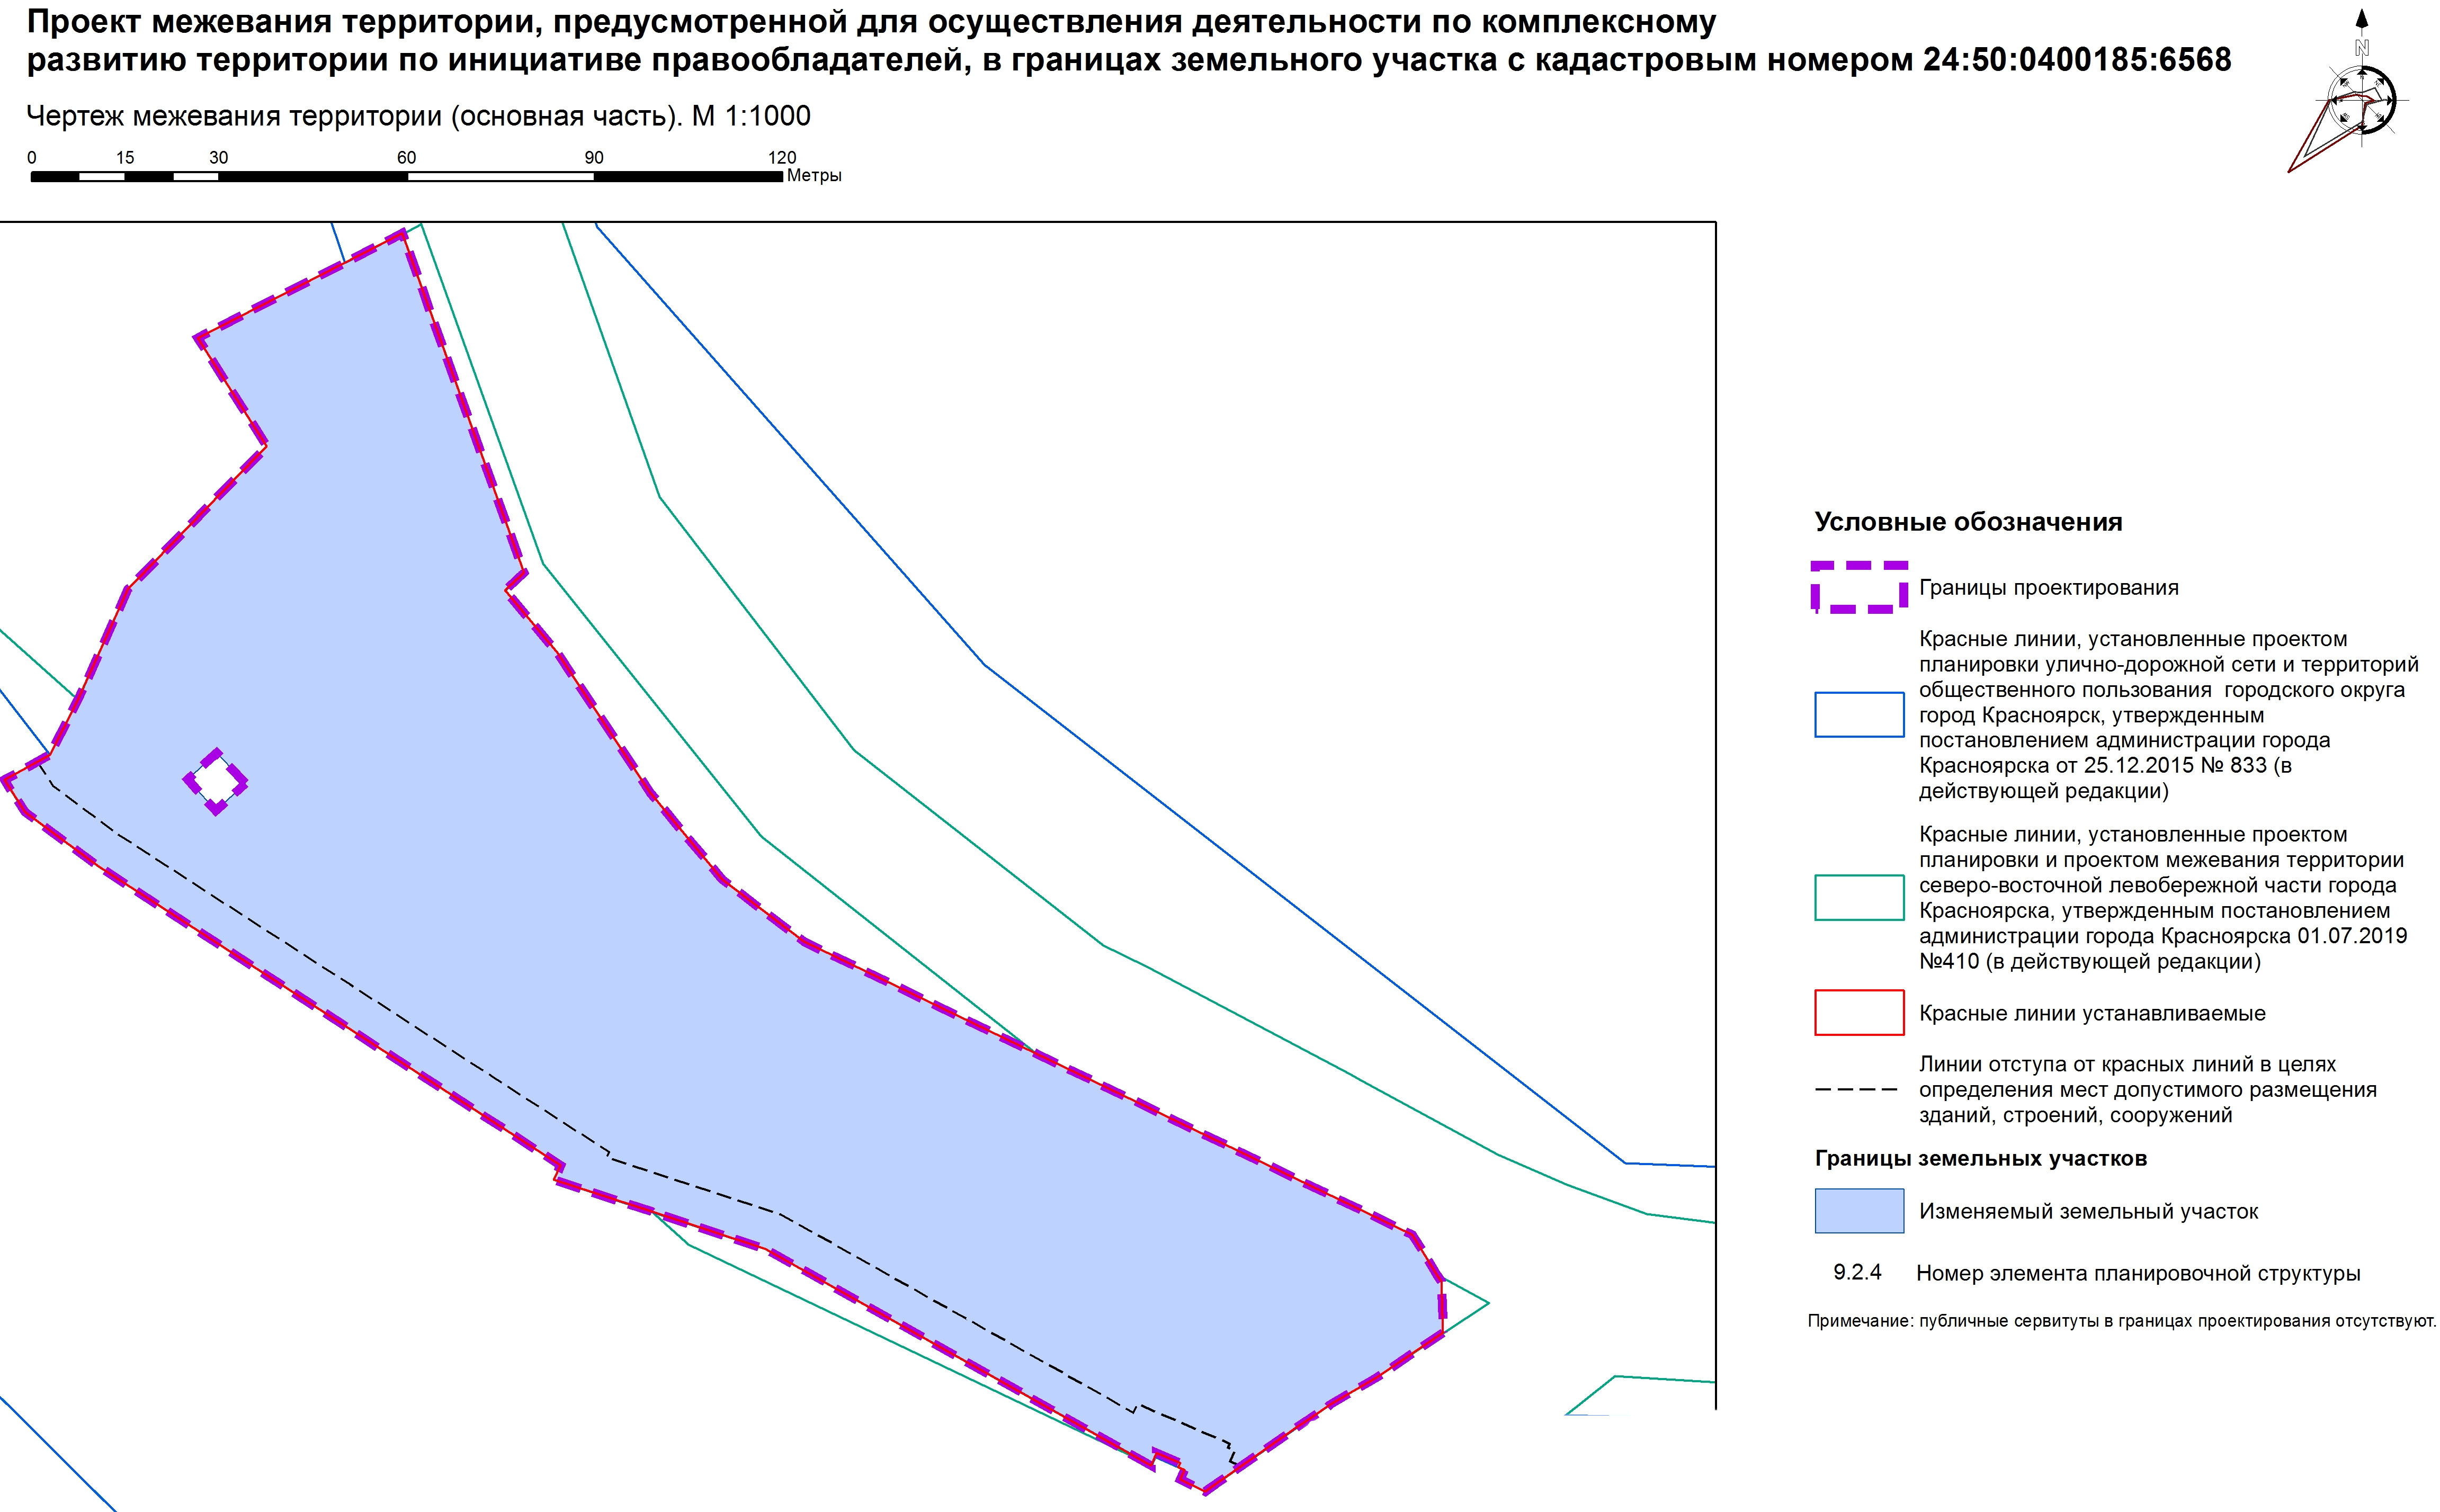 Проект межевания территории, предусмотренной для осуществления деятельности по комплексному
развитию территории по инициативе правообладателей, в границах земельного участка с кадастровым номером 24:50:0400185:6568
N
Чертеж межевания территории (основная часть). М 1:1000
0 15 30 60 90 120
Метры
Условные обозначения
Границы проектирования
Красные линии, установленные проектом
планировки улично-дорожной сети и территорий
общественного пользования городского округа
город Красноярск, утвержденным
постановлением администрации города
Красноярска от 25.12.2015 № 833 (в
действующей редакции)
Красные линии, установленные проектом
планировки и проектом межевания территории
северо-восточной левобережной части города
Красноярска, утвержденным постановлением
администрации города Красноярска 01.07.2019
№410 (в действующей редакции)
Красные линии устанавливаемые
Линии отступа от красных линий в целях
определения мест допустимого размещения
зданий, строений, сооружений
Границы земельных участков
Изменяемый земельный участок
9.2.4 Номер элемента планировочной структуры
Примечание: публичные сервитуты в границах проектирования отсутствуют.